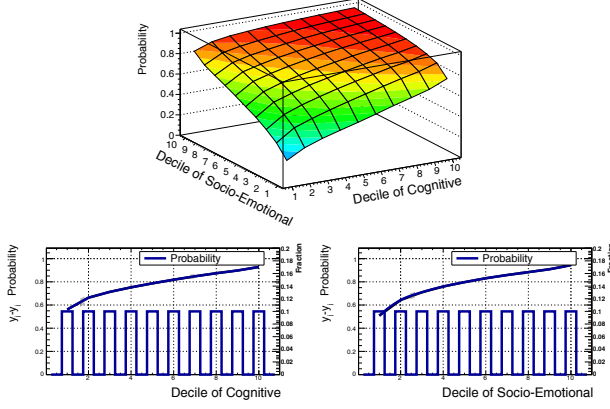 Probability
1
0.8
0.6
0.4
0.2
0
10 9 8 7 6 5 4 3 2 1
Decile of Socio-Emotional
1 2 3 4 5 6 7 8 9 10
Decile of Cognitive
Probability
yᵢ-yⱼ Probability
1
0.8
0.6
0.4
0.2
0
0.2
0.18
0.16
0.14
0.12
0.1
0.08
0.06
0.04
0.02
0
Fraction
2 4 6 8 10
Decile of Cognitive
Probability
yᵢ-yⱼ Probability
1
0.8
0.6
0.4
0.2
0
0.2
0.18
0.16
0.14
0.12
0.1
0.08
0.06
0.04
0.02
0
Fraction
2 4 6 8 10
Decile of Socio-Emotional